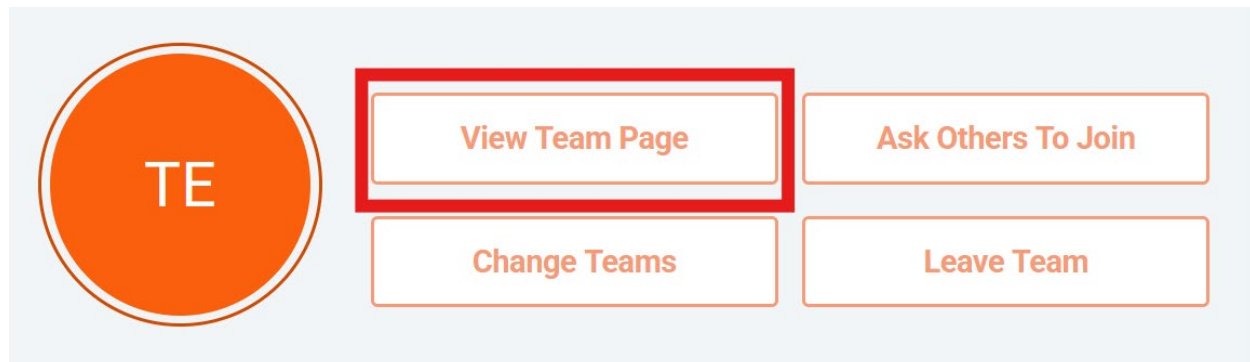 TE
View Team Page
Ask Others To Join
Change Teams
Leave Team